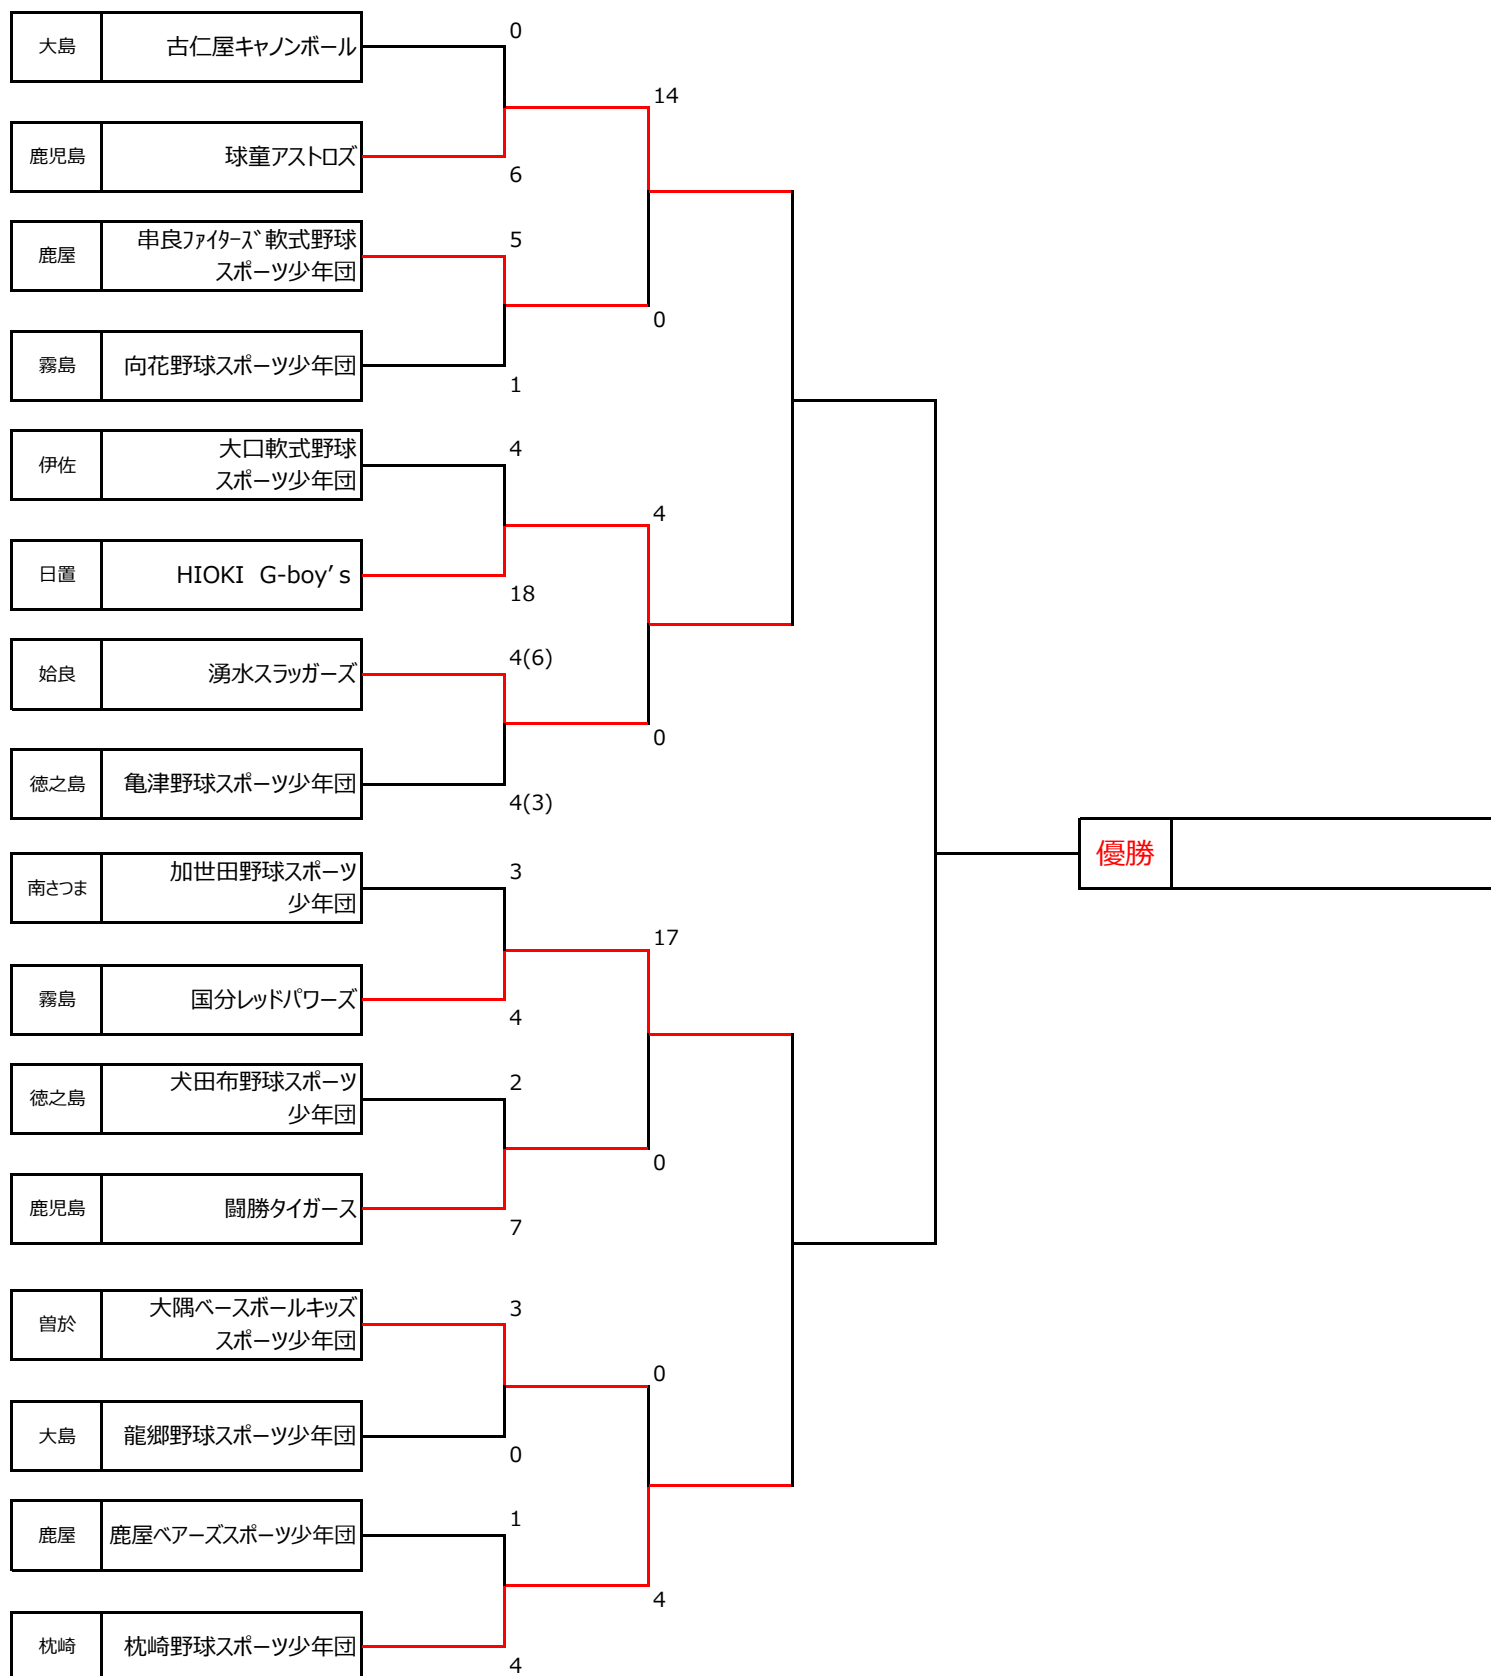 大島 古仁屋キャノンボール 0
14
鹿児島 球童アストロズ
6
鹿屋 串良ﾌｧｲﾀｰｽﾞ軟式野球
スポーツ少年団
5
0
霧島 向花野球スポーツ少年団
1
伊佐 大口軟式野球
スポーツ少年団
4
4
日置 HIOKI G-boy's
18
姶良 湧水スラッガーズ 4(6)
0
徳之島 亀津野球スポーツ少年団
4(3)
優勝
南さつま 加世田野球スポーツ
少年団
3
17
霧島 国分レッドパワーズ
4
徳之島 犬田布野球スポーツ
少年団
2
0
鹿児島 闘勝タイガース
7
曽於 大隅ベースボールキッズ
スポーツ少年団
3
0
大島 龍郷野球スポーツ少年団
0
鹿屋 鹿屋ベアーズスポーツ少年団 1
4
枕崎 枕崎野球スポーツ少年団
4